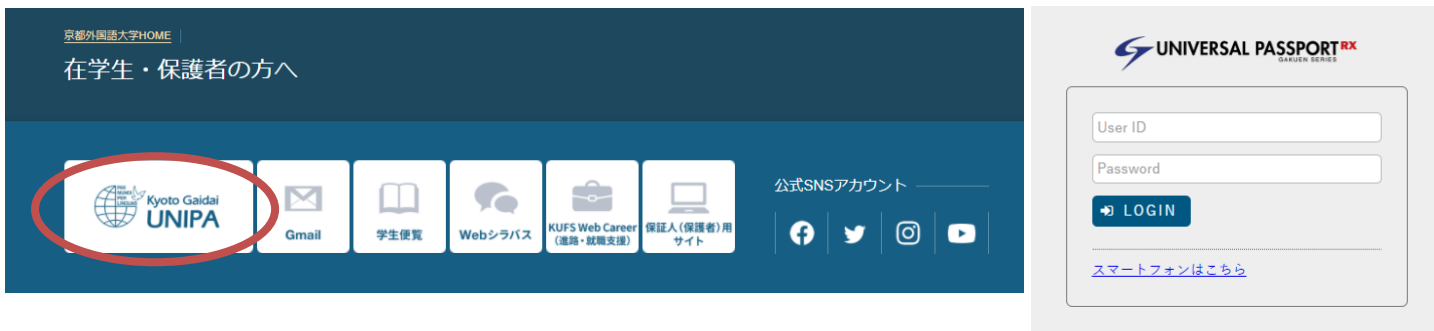 京都外国語大学HOME
在学生・保護者の方へ
PAX MUNDI PER LINGUAS
Kyoto Gaidai
UNIPA
Gmail
学生便覧
Webシラバス
KUFS Web Career
(進路・就職支援)
保証人(保護者)用
サイト
公式SNSアカウント
UNIVERSAL PASSPORT RX
GAKUEN SERIES
User ID
Password
LOGIN
スマートフォンはこちら